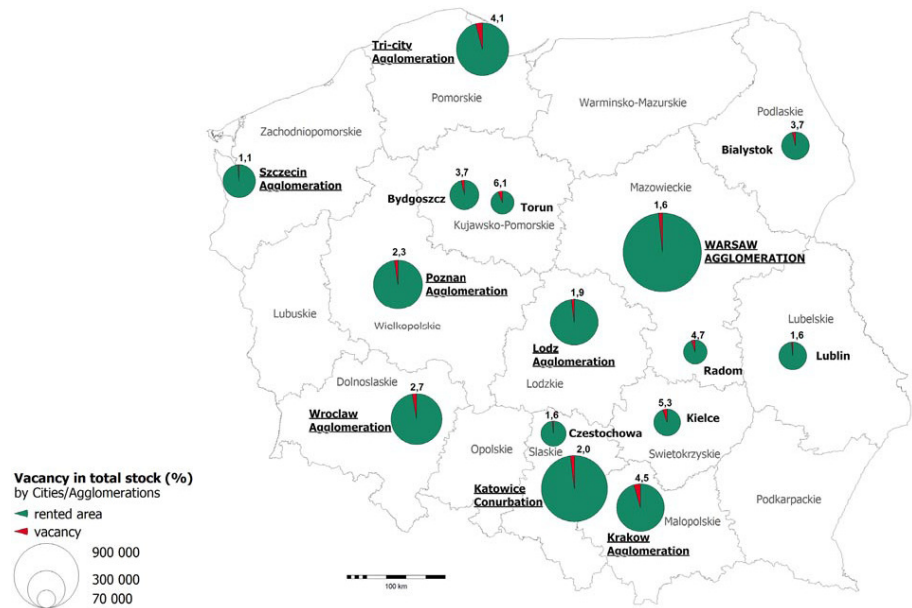 4,1
Tri-city
Agglomeration
Pomorskie
Warminsko-Mazurskie
Podlaskie
Zachodniopomorskie
3,7
Bialystok
1,1
Szczecin
Agglomeration
3,7
6,1
Bydgoszcz
Torun
Kujawsko-Pomorskie
Mazowieckie
1,6
WARSAW
AGGLOMERATION
2,3
Poznan
Agglomeration
Wielkopolskie
Lubuskie
1,9
Lodz
Agglomeration
Lodzkie
4,7
Radom
Lubelskie
1,6
Lublin
Dolnoslaskie
2,7
Wroclaw
Agglomeration
Opolskie
1,6
Czestochowa
Slaskie
5,3
Kielce
Swietokrzyskie
2,0
Katowice
Conurbation
4,5
Krakow
Agglomeration
Malopolskie
Podkarpackie
Vacancy in total stock (%)
by Cities/Agglomerations
rented area
vacancy
900 000
300 000
70 000
100 km